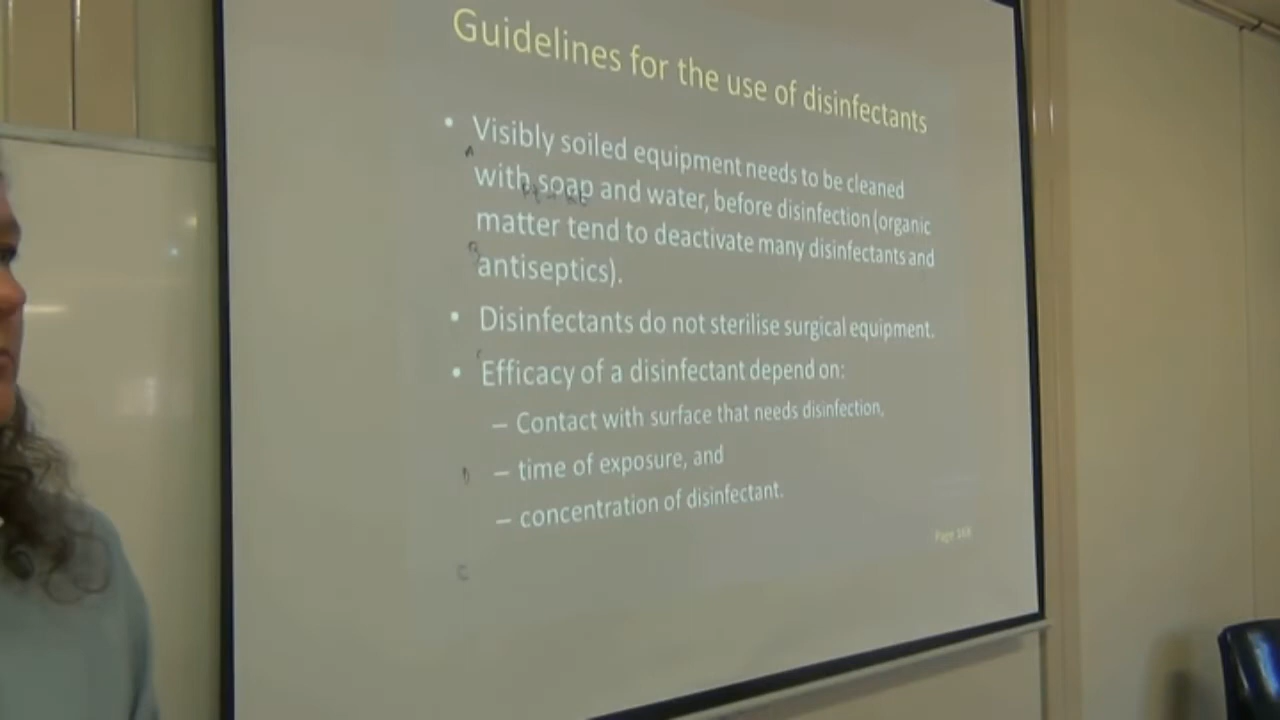 Guidelines for the use of disinfectants
• Visibly soiled equipment needs to be cleaned
with soap and water, before disinfection (organic
matter tend to deactivate many disinfectants and
antiseptics).
• Disinfectants do not sterilise surgical equipment.
• Efficacy of a disinfectant depend on:
– Contact with surface that needs disinfection,
– time of exposure, and
– concentration of disinfectant.
Page